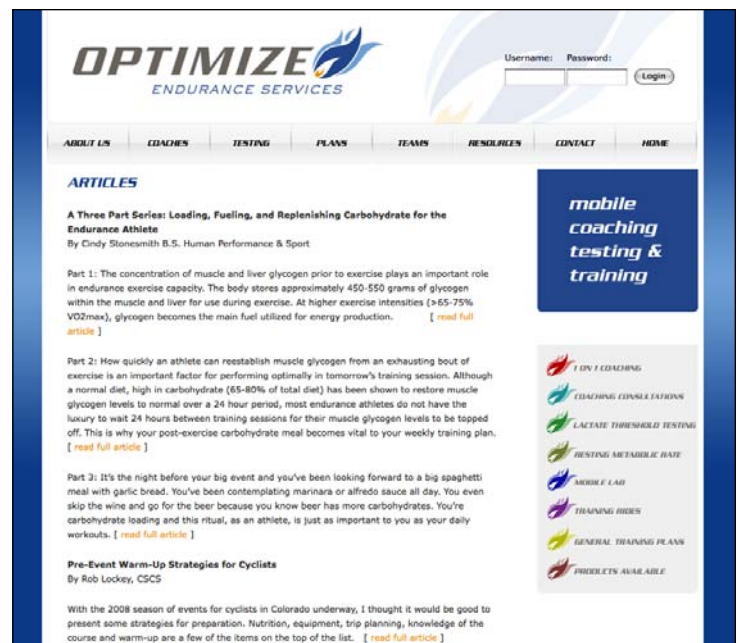 OPTIMIZE
ENDURANCE SERVICES
Username: Password:
Login
ABOUT US COACHES TESTING PLANS TEAMS RESOURCES CONTACT HOME
ARTICLES
A Three Part Series: Loading, Fueling, and Replenishing Carbohydrate for the
Endurance Athlete
By Cindy Stonesmith B.S. Human Performance & Sport
Part 1: The concentration of muscle and liver glycogen prior to exercise plays an important role
in endurance exercise capacity. The body stores approximately 450-550 grams of glycogen
within the muscle and liver for use during exercise. At higher exercise intensities (>65-75%
VO2max), glycogen becomes the main fuel utilized for energy production. [ read full
article ]
Part 2: How quickly an athlete can reestablish muscle glycogen from an exhausting bout of
exercise is an important factor for performing optimally in tomorrow's training session. Although
a normal diet, high in carbohydrate (65-80% of total diet) has been shown to restore muscle
glycogen levels to normal over a 24 hour period, most endurance athletes do not have the
luxury to wait 24 hours between training sessions for their muscle glycogen levels to be topped
off. This is why your post-exercise carbohydrate meal becomes vital to your weekly training plan.
[ read full article ]
Part 3: It's the night before your big event and you've been looking forward to a big spaghetti
meal with garlic bread. You've been contemplating marinara or alfredo sauce all day. You even
skip the wine and go for the beer because you know beer has more carbohydrates. You're
carbohydrate loading and this ritual, as an athlete, is just as important to you as your daily
workouts. [ read full article ]
Pre-Event Warm-Up Strategies for Cyclists
By Rob Lockey, CSCS
With the 2008 season of events for cyclists in Colorado underway, I thought it would be good to
present some strategies for preparation. Nutrition, equipment, trip planning, knowledge of the
course and warm-up are a few of the items on the top of the list. [ read full article ]
mobile
coaching
testing &
training
1 ON 1 COACHING
COACHING CONSULTATIONS
LACTATE THRESHOLD TESTING
RESTING METABOLIC RATE
MOBILE LAB
TRAINING RIDES
GENERAL TRAINING PLANS
PRODUCTS AVAILABLE